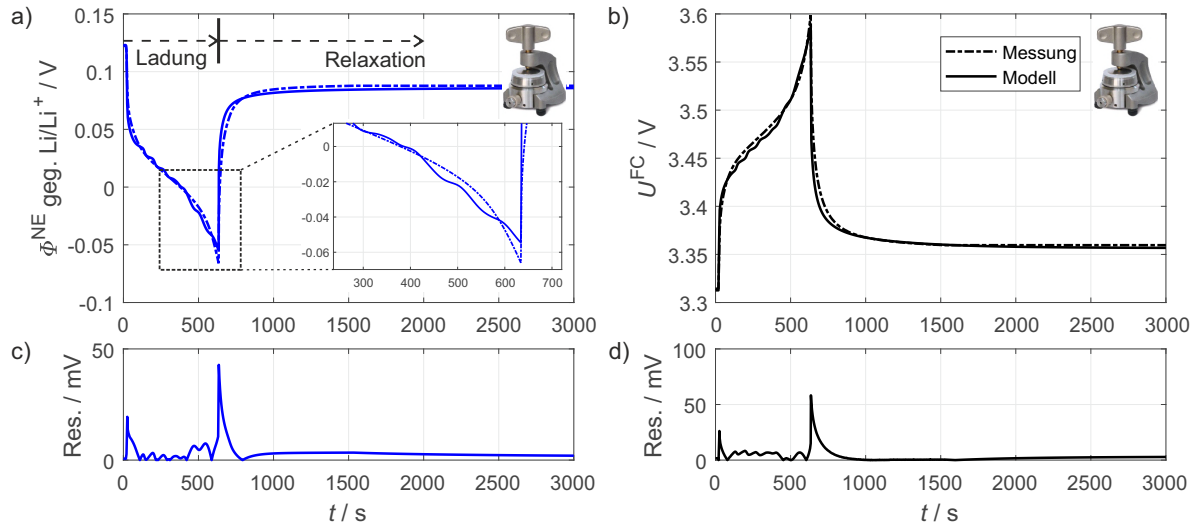 a)
Φ^NE geg. Li/Li⁺ / V
0.15
0.1
0.05
0
-0.05
-0.1
Ladung
Relaxation
0
-0.02
-0.04
-0.06
300 400 500 600 700
0 500 1000 1500 2000 2500 3000
b)
U^FC / V
3.6
3.55
3.5
3.45
3.4
3.35
3.3
Messung
Modell
0 500 1000 1500 2000 2500 3000
c)
Res. / mV
50
0
0 500 1000 1500 2000 2500 3000
t / s
d)
Res. / mV
100
50
0
0 500 1000 1500 2000 2500 3000
t / s